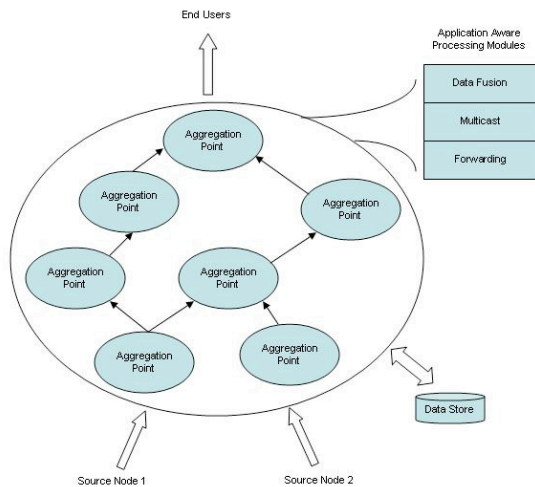 End Users
Application Aware
Processing Modules
Data Fusion
Multicast
Forwarding
Aggregation
Point
Aggregation
Point
Aggregation
Point
Aggregation
Point
Aggregation
Point
Aggregation
Point
Aggregation
Point
Data Store
Source Node 1
Source Node 2